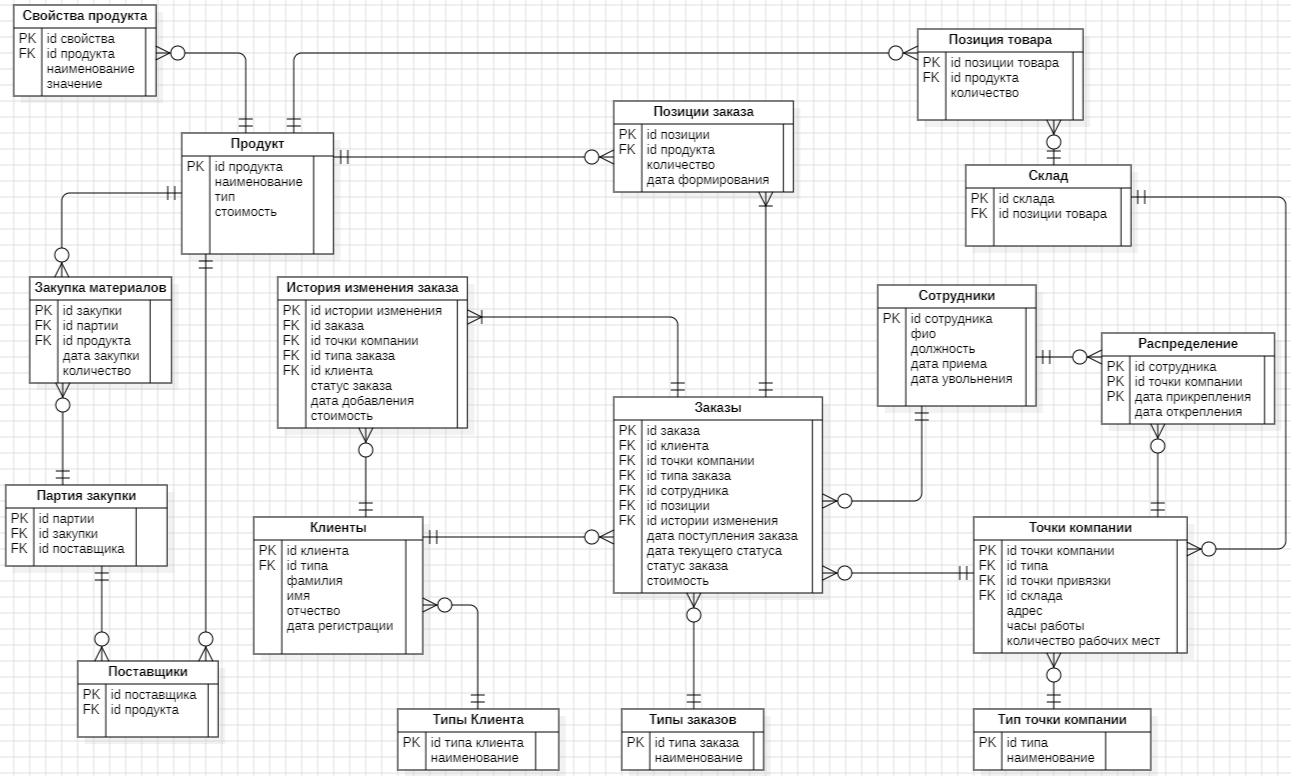 Свойства продукта
PK id свойства
FK id продукта
наименование
значение
Позиция товара
PK id позиции товара
FK id продукта
количество
Позиции заказа
PK id позиции
FK id продукта
количество
дата формирования
Продукт
PK id продукта
наименование
тип
стоимость
Склад
PK id склада
FK id позиции товара
Закупка материалов
PK id закупки
FK id партии
FK id продукта
дата закупки
количество
История изменения заказа
PK id истории изменения
FK id заказа
FK id точки компании
FK id типа заказа
FK id клиента
статус заказа
дата добавления
стоимость
Сотрудники
PK id сотрудника
фио
должность
дата приема
дата увольнения
Распределение
PK id сотрудника
PK id точки компании
PK дата прикрепления
дата открепления
Заказы
PK id заказа
FK id клиента
FK id точки компании
FK id типа заказа
FK id сотрудника
FK id позиции
FK id истории изменения
дата поступления заказа
дата текущего статуса
статус заказа
стоимость
Партия закупки
PK id партии
FK id закупки
FK id поставщика
Клиенты
PK id клиента
FK id типа
фамилия
имя
отчество
дата регистрации
Точки компании
PK id точки компании
FK id типа
FK id точки привязки
FK id склада
адрес
часы работы
количество рабочих мест
Поставщики
PK id поставщика
FK id продукта
Типы Клиента
PK id типа клиента
наименование
Типы заказов
PK id типа заказа
наименование
Тип точки компании
PK id типа
наименование